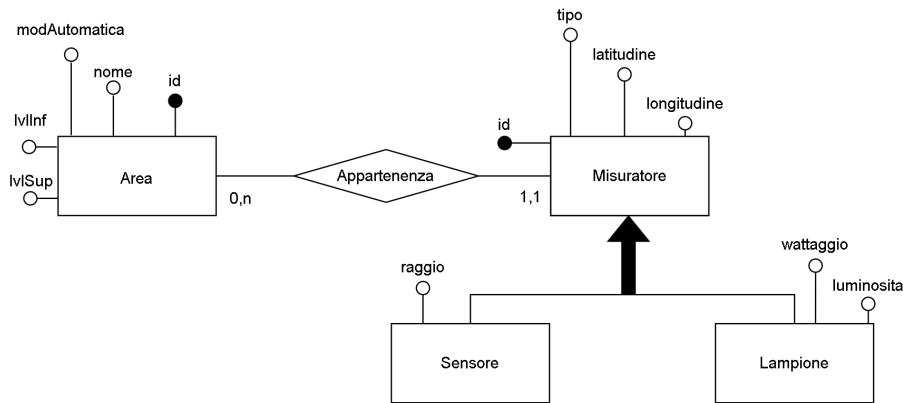 tipo
modAutomatica
latitudine
nome
id
longitudine
lvlInf
id
Area
Appartenenza
Misuratore
lvlSup
0,n
1,1
wattaggio
raggio
luminosita
Sensore
Lampione